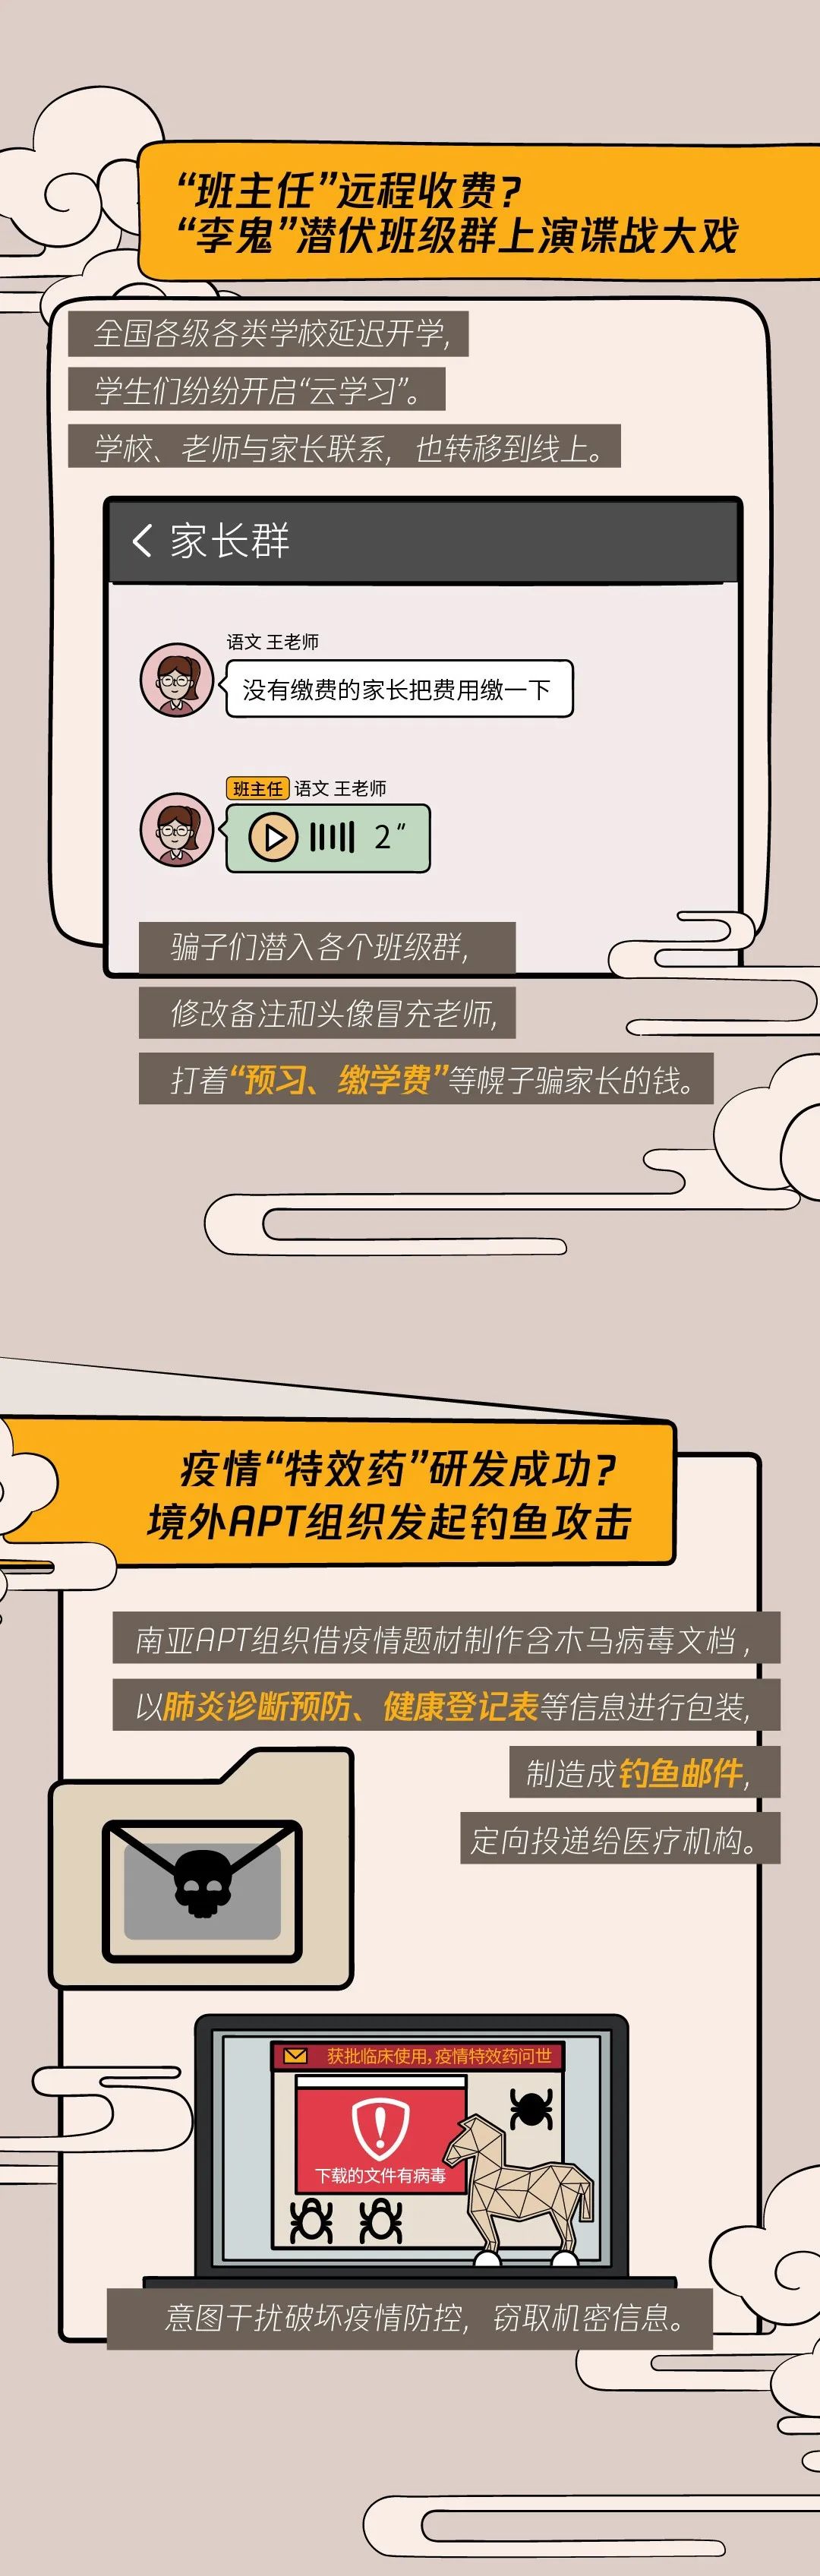 “班主任”远程收费？
“李鬼”潜伏班级群上演谍战大戏
全国各级各类学校延迟开学，
学生们纷纷开启“云学习”。
学校、老师与家长联系，也转移到线上。
家长群
语文 王老师
没有缴费的家长把费用缴一下
班主任 语文 王老师
2″
骗子们潜入各个班级群，
修改备注和头像冒充老师，
打着“预习、缴学费”等幌子骗家长的钱。
疫情“特效药”研发成功？
境外APT组织发起钓鱼攻击
南亚APT组织借疫情题材制作含木马病毒文档，
以肺炎诊断预防、健康登记表等信息进行包装，
制造成钓鱼邮件，
定向投递给医疗机构。
获批临床使用，疫情特效药问世
下载的文件有病毒
意图干扰破坏疫情防控，窃取机密信息。